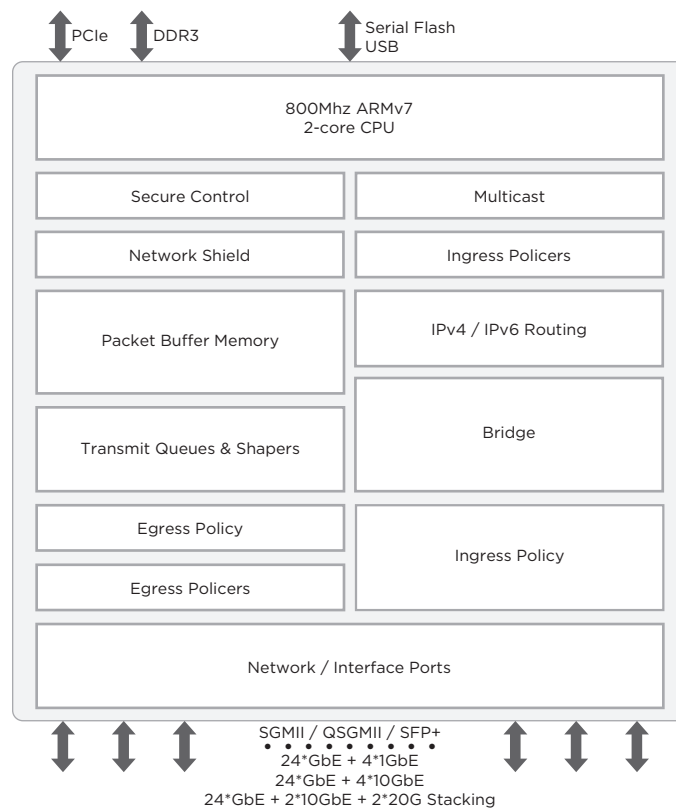 PCIe
DDR3
Serial Flash
USB
800Mhz ARMv7
2-core CPU
Secure Control
Multicast
Network Shield
Ingress Policers
Packet Buffer Memory
IPv4 / IPv6 Routing
Transmit Queues & Shapers
Bridge
Egress Policy
Ingress Policy
Egress Policers
Network / Interface Ports
SGMII / QSGMII / SFP+
24*GbE + 4*1GbE
24*GbE + 4*10GbE
24*GbE + 2*10GbE + 2*20G Stacking